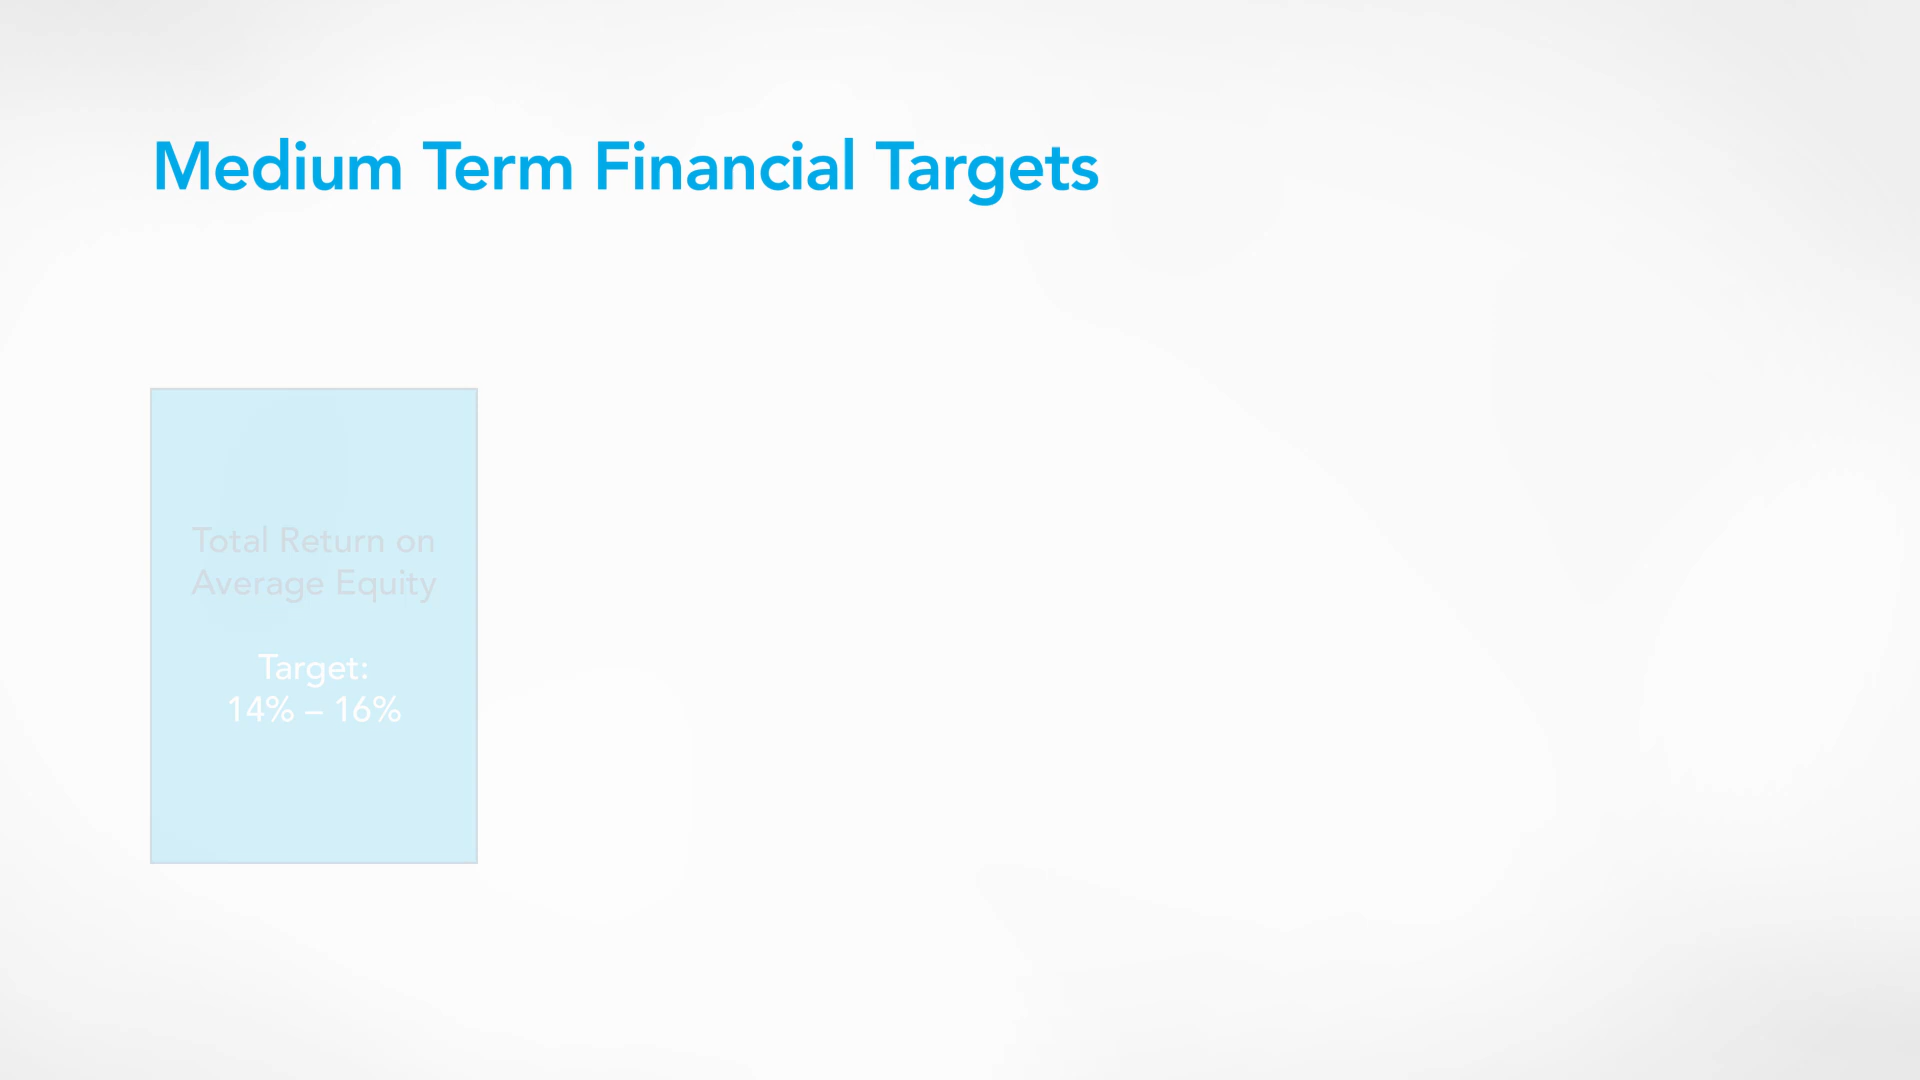 Medium Term Financial Targets
Total Return on
Average Equity
Target:
14% – 16%